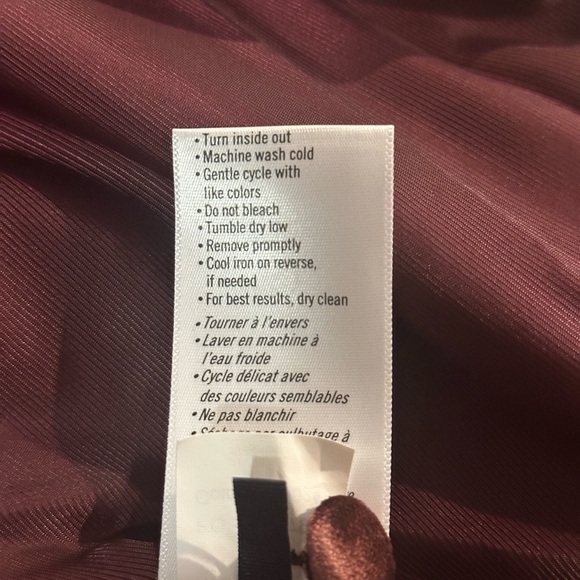 • Turn inside out
• Machine wash cold
• Gentle cycle with
like colors
• Do not bleach
• Tumble dry low
• Remove promptly
• Cool iron on reverse,
if needed
• For best results, dry clean
• Tourner à l'envers
• Laver en machine à
l'eau froide
• Cycle délicat avec
des couleurs semblables
• Ne pas blanchir
à